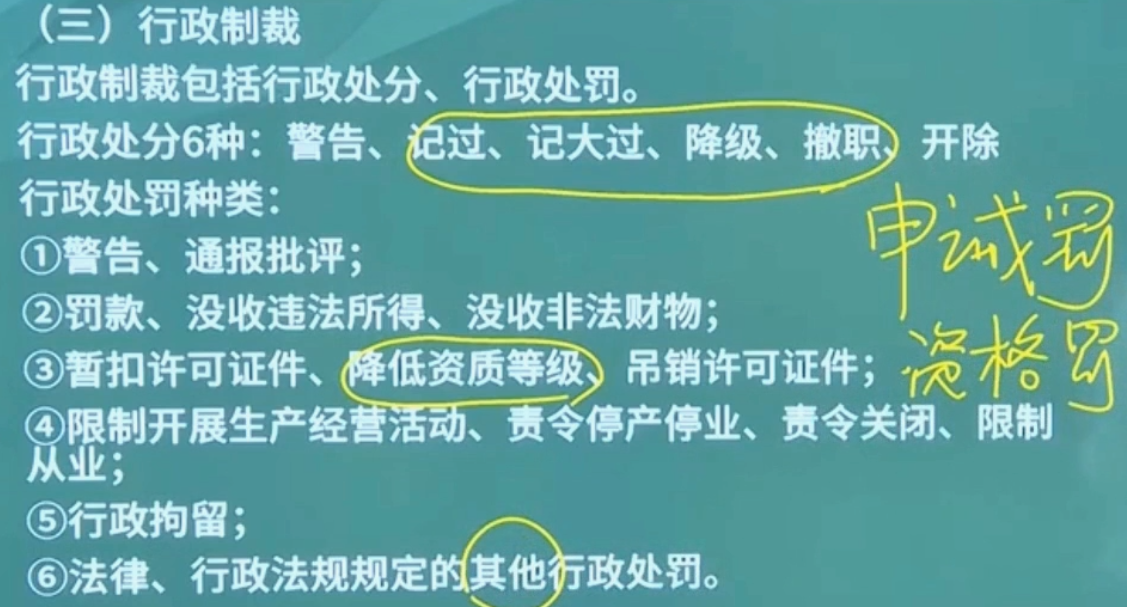 （三）行政制裁
行政制裁包括行政处分、行政处罚。
行政处分6种：警告、记过、记大过、降级、撤职、开除
行政处罚种类：
①警告、通报批评；
②罚款、没收违法所得、没收非法财物；
③暂扣许可证件、降低资质等级、吊销许可证件；
④限制开展生产经营活动、责令停产停业、责令关闭、限制
从业；
⑤行政拘留；
⑥法律、行政法规规定的其他行政处罚。
申诫罚
资格罚